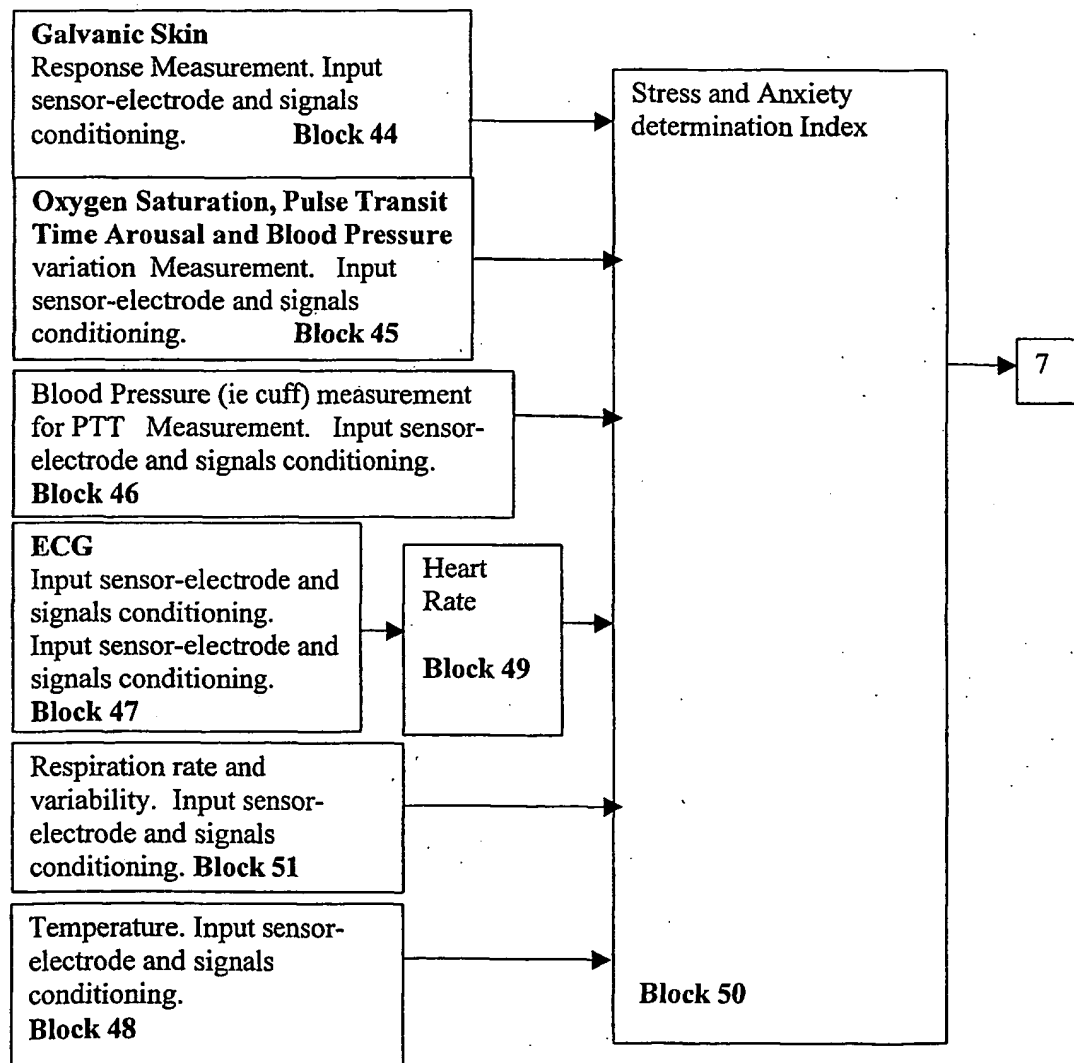 Galvanic Skin
Response Measurement. Input
sensor-electrode and signals
conditioning. Block 44
Oxygen Saturation, Pulse Transit
Time Arousal and Blood Pressure
variation Measurement. Input
sensor-electrode and signals
conditioning. Block 45
Blood Pressure (ie cuff) measurement
for PTT Measurement. Input sensor-
electrode and signals conditioning.
Block 46
ECG
Input sensor-electrode and
signals conditioning.
Input sensor-electrode and
signals conditioning.
Block 47
Heart
Rate
Block 49
Respiration rate and
variability. Input sensor-
electrode and signals
conditioning. Block 51
Temperature. Input sensor-
electrode and signals
conditioning.
Block 48
Stress and Anxiety
determination Index
Block 50
7